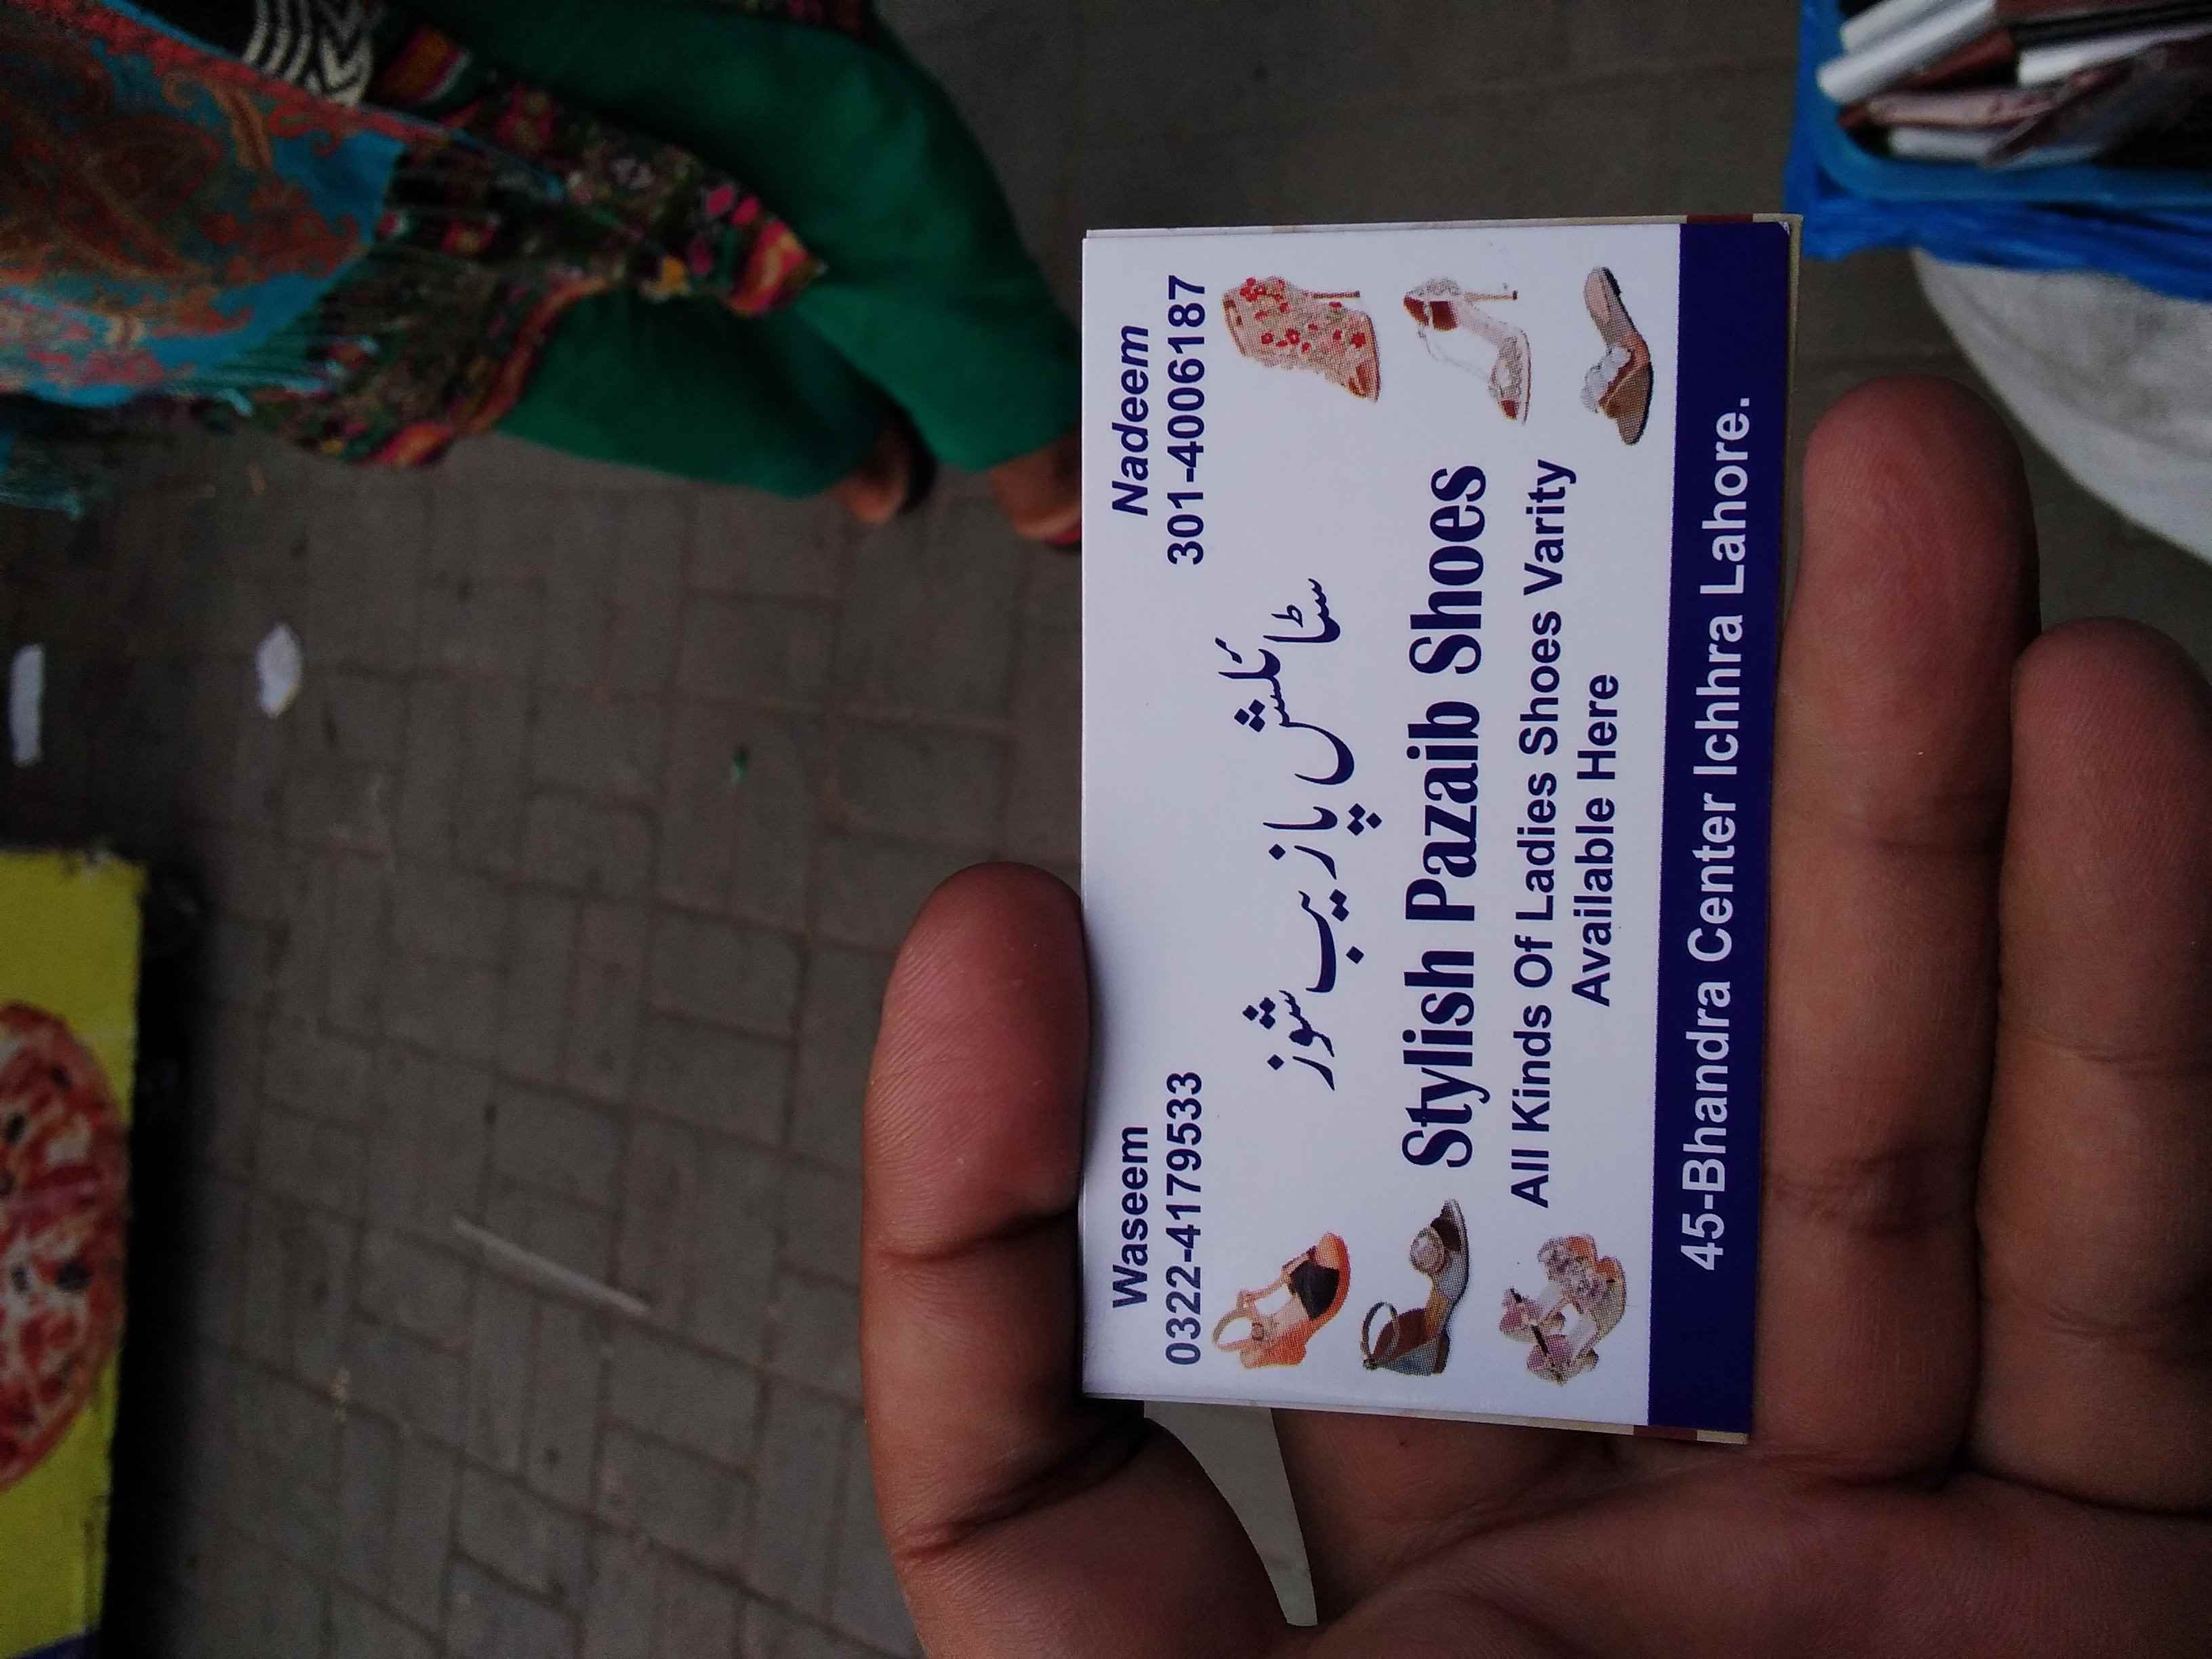 Waseem
0322-4179533
Nadeem
301-4006187
سٹائلش پازیب شوز
Stylish Pazaib Shoes
All Kinds Of Ladies Shoes Varity
Available Here
45-Bhandra Center Ichhra Lahore.